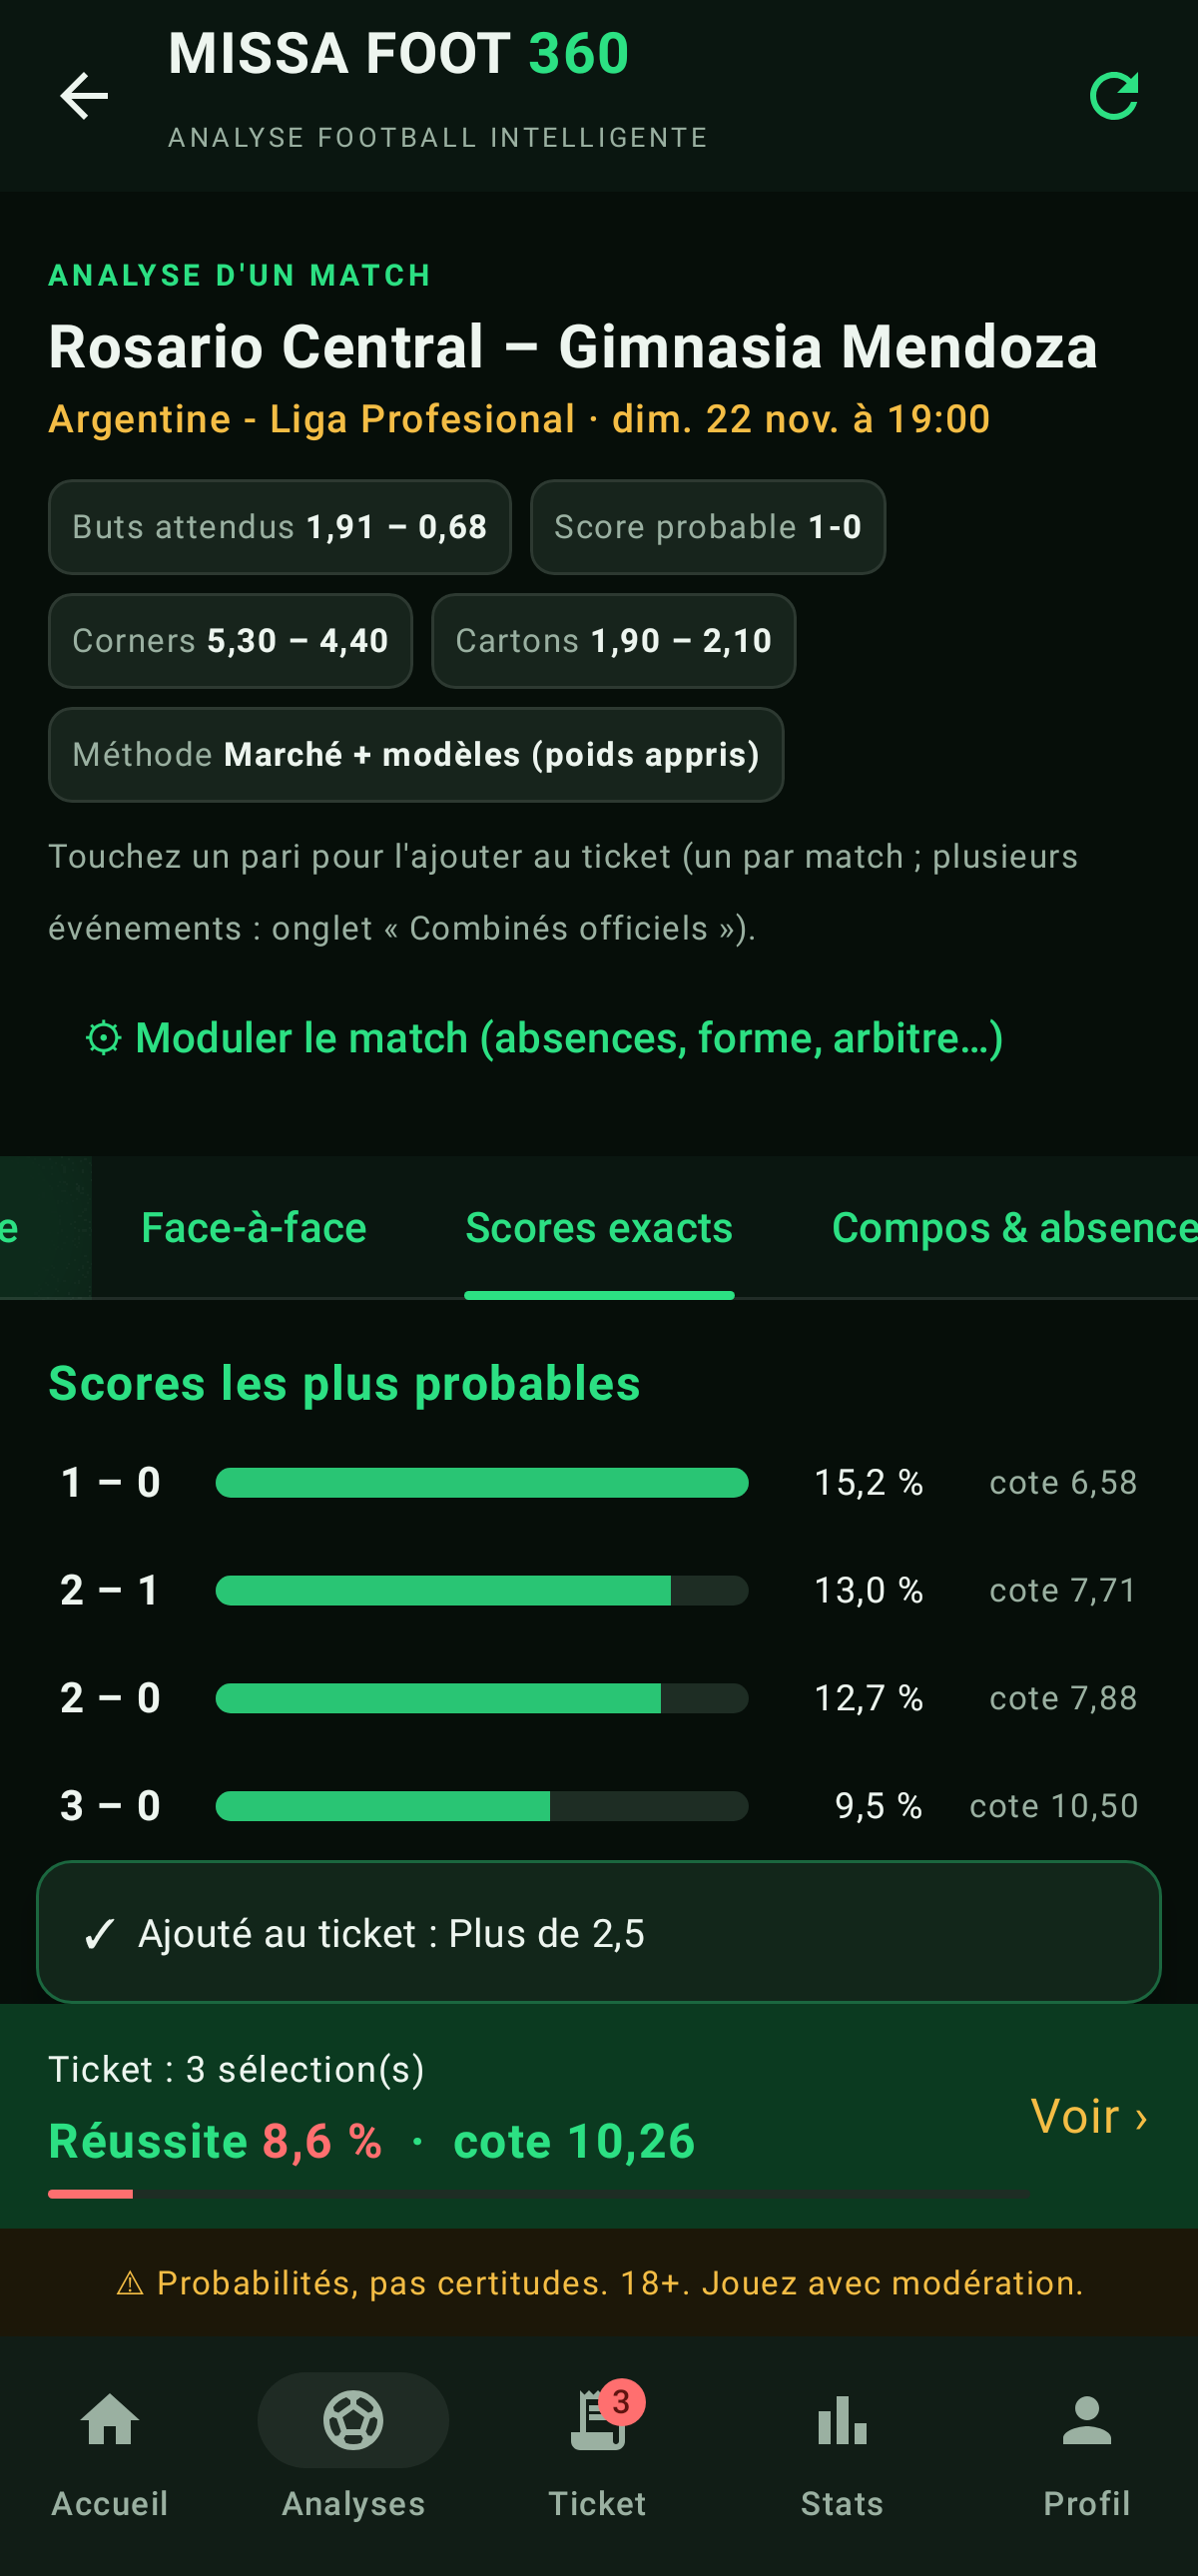 MISSA FOOT 360
ANALYSE FOOTBALL INTELLIGENTE
ANALYSE D'UN MATCH
Rosario Central – Gimnasia Mendoza
Argentine - Liga Profesional · dim. 22 nov. à 19:00
Buts attendus 1,91 – 0,68
Score probable 1-0
Corners 5,30 – 4,40
Cartons 1,90 – 2,10
Méthode Marché + modèles (poids appris)
Touchez un pari pour l'ajouter au ticket (un par match ; plusieurs
événements : onglet « Combinés officiels »).
Moduler le match (absences, forme, arbitre…)
e Face-à-face Scores exacts Compos & absence
Scores les plus probables
1 – 0 15,2 % cote 6,58
2 – 1 13,0 % cote 7,71
2 – 0 12,7 % cote 7,88
3 – 0 9,5 % cote 10,50
✓ Ajouté au ticket : Plus de 2,5
Ticket : 3 sélection(s)
Réussite 8,6 % · cote 10,26
Voir ›
⚠ Probabilités, pas certitudes. 18+. Jouez avec modération.
3
Accueil Analyses Ticket Stats Profil